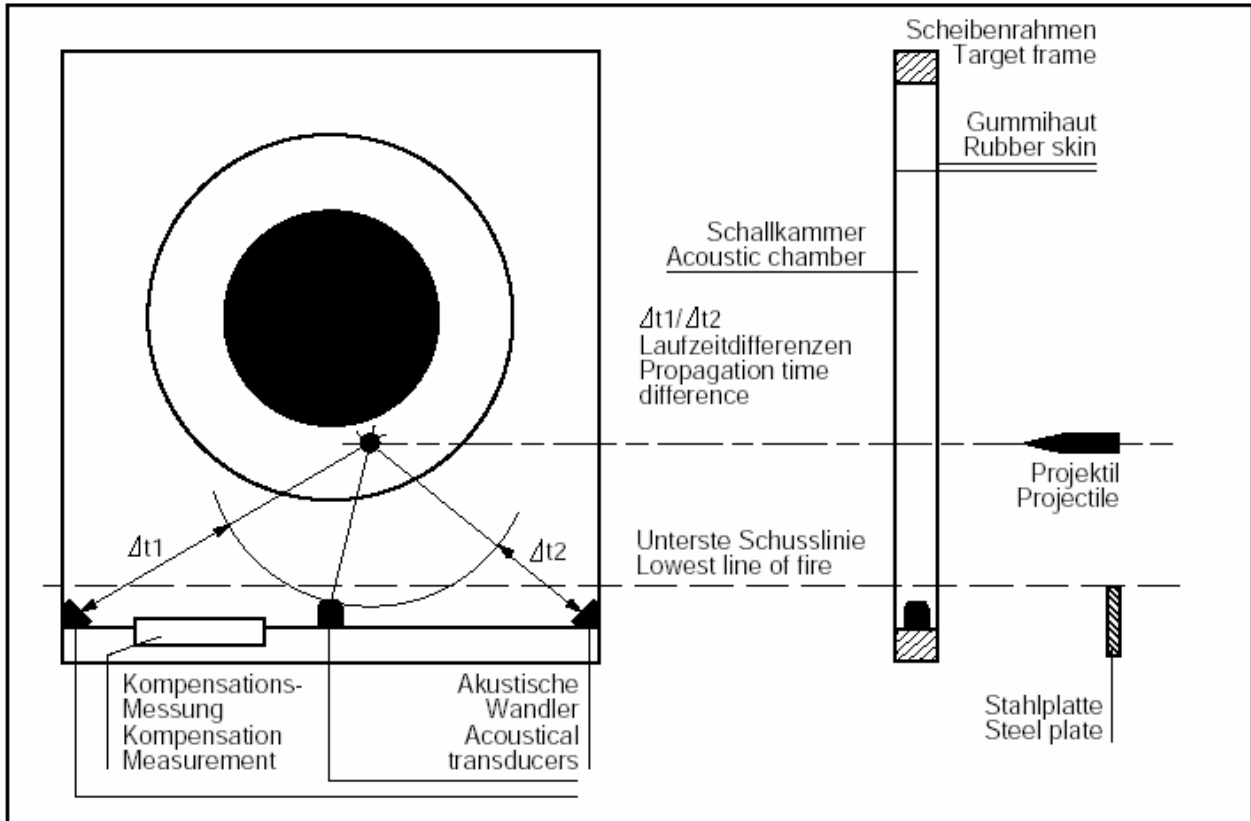 Scheibenrahmen
Target frame
Gummihaut
Rubber skin
Schallkammer
Acoustic chamber
Δt1/Δt2
Laufzeitdifferenzen
Propagation time
difference
Projektil
Projectile
Δt1
Δt2
Unterste Schusslinie
Lowest line of fire
Kompensations-
Messung
Kompensation
Measurement
Akustische
Wandler
Acoustical
transducers
Stahlplatte
Steel plate